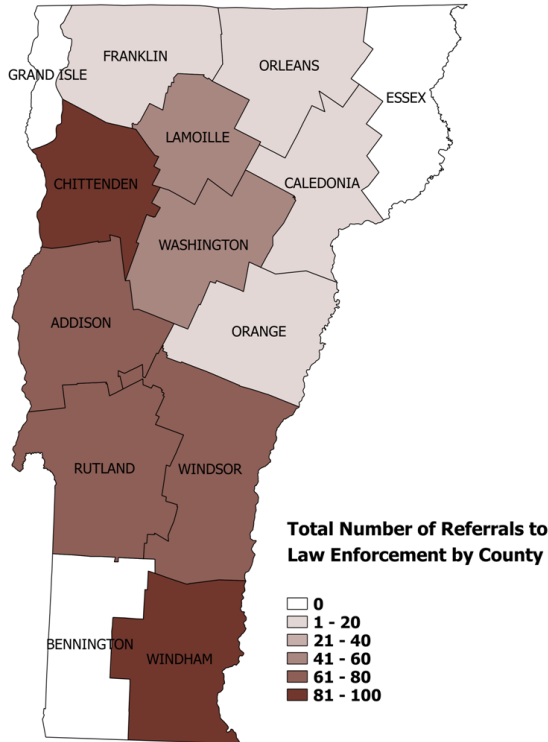 FRANKLIN
ORLEANS
GRAND ISLE
ESSEX
LAMOILLE
CHITTENDEN
CALEDONIA
WASHINGTON
ADDISON
ORANGE
RUTLAND
WINDSOR
BENNINGTON
WINDHAM
Total Number of Referrals to
Law Enforcement by County
0
1 - 20
21 - 40
41 - 60
61 - 80
81 - 100